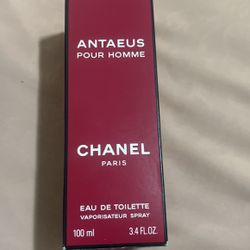 ANTAEUS
POUR HOMME
CHANEL
PARIS
EAU DE TOILETTE
VAPORISATEUR SPRAY
100 ml 3.4 FL.OZ.